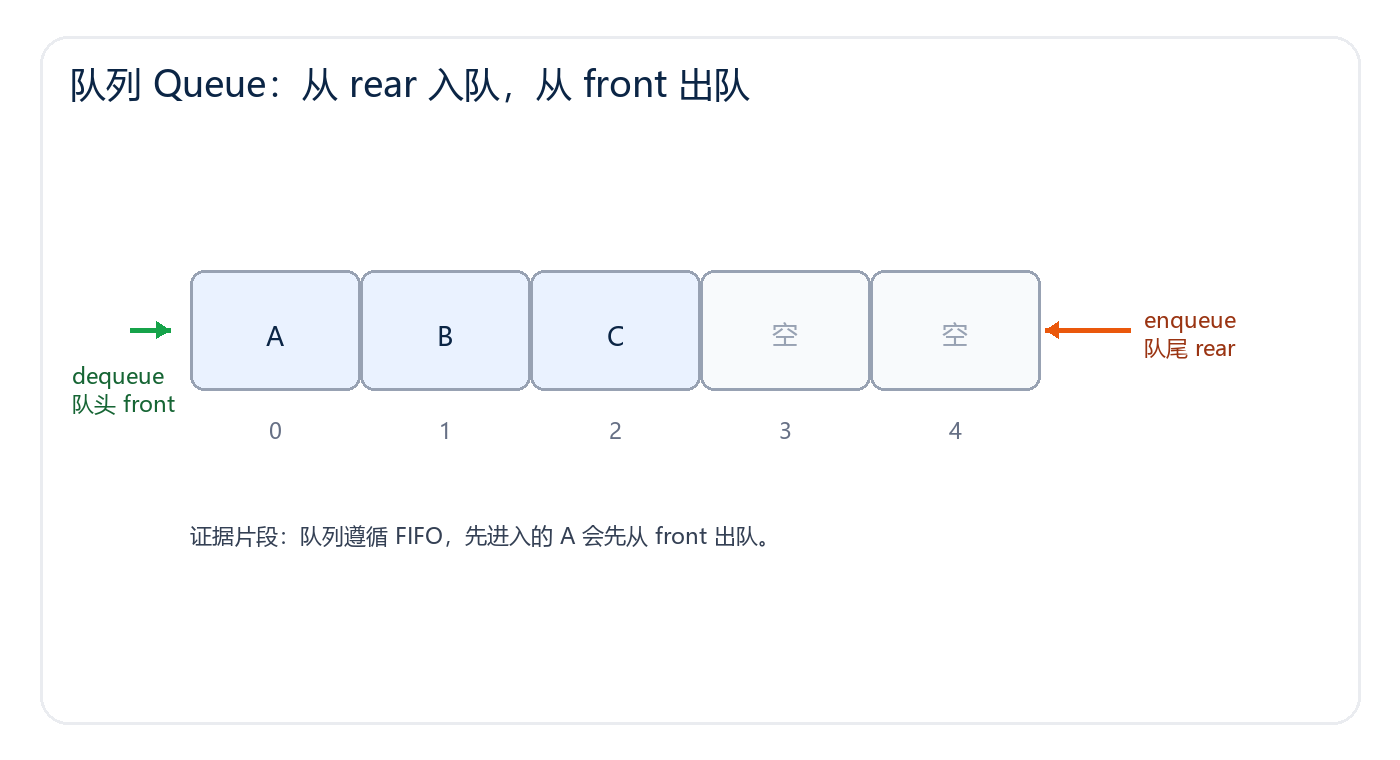 队列 Queue：从 rear 入队，从 front 出队
A
B
C
空
空
enqueue
队尾 rear
dequeue
队头 front
0
1
2
3
4
证据片段：队列遵循 FIFO，先进入的 A 会先从 front 出队。